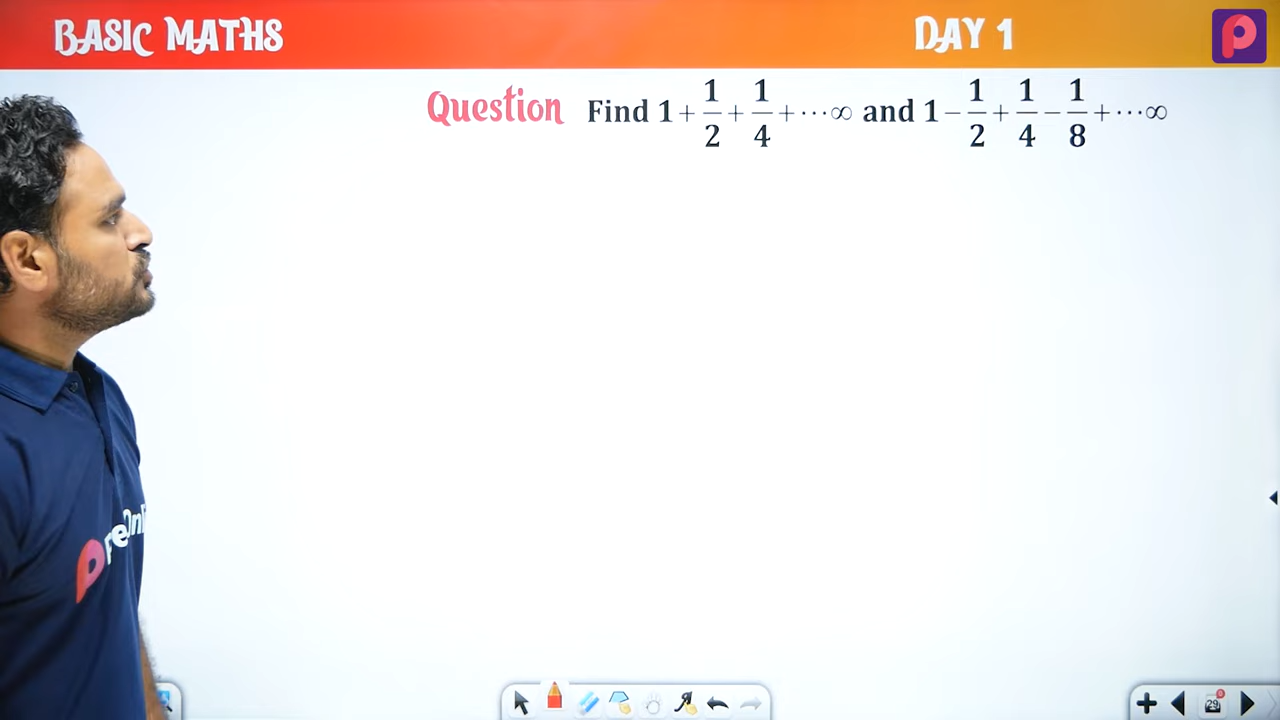 BASIC MATHS
DAY 1
Question Find 1 + 1/2 + 1/4 + ⋯∞ and 1 − 1/2 + 1/4 − 1/8 + ⋯∞
29